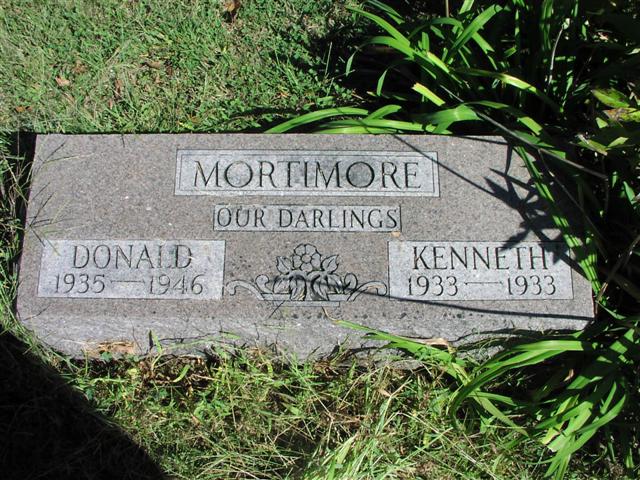 MORTIMORE
OUR DARLINGS
DONALD
1935—1946
KENNETH
1933—1933